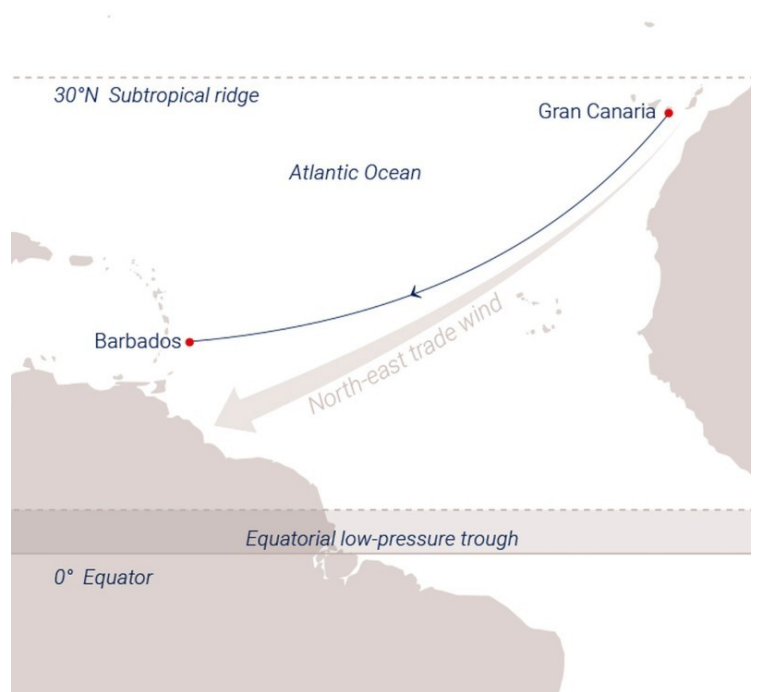 30°N Subtropical ridge
Gran Canaria
Atlantic Ocean
North-east trade wind
Barbados
Equatorial low-pressure trough
0° Equator